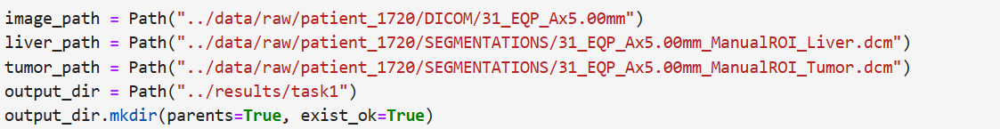 image_path = Path("../data/raw/patient_1720/DICOM/31_EQP_Ax5.00mm")
liver_path = Path("../data/raw/patient_1720/SEGMENTATIONS/31_EQP_Ax5.00mm_ManualROI_Liver.dcm")
tumor_path = Path("../data/raw/patient_1720/SEGMENTATIONS/31_EQP_Ax5.00mm_ManualROI_Tumor.dcm")
output_dir = Path("../results/task1")
output_dir.mkdir(parents=True, exist_ok=True)